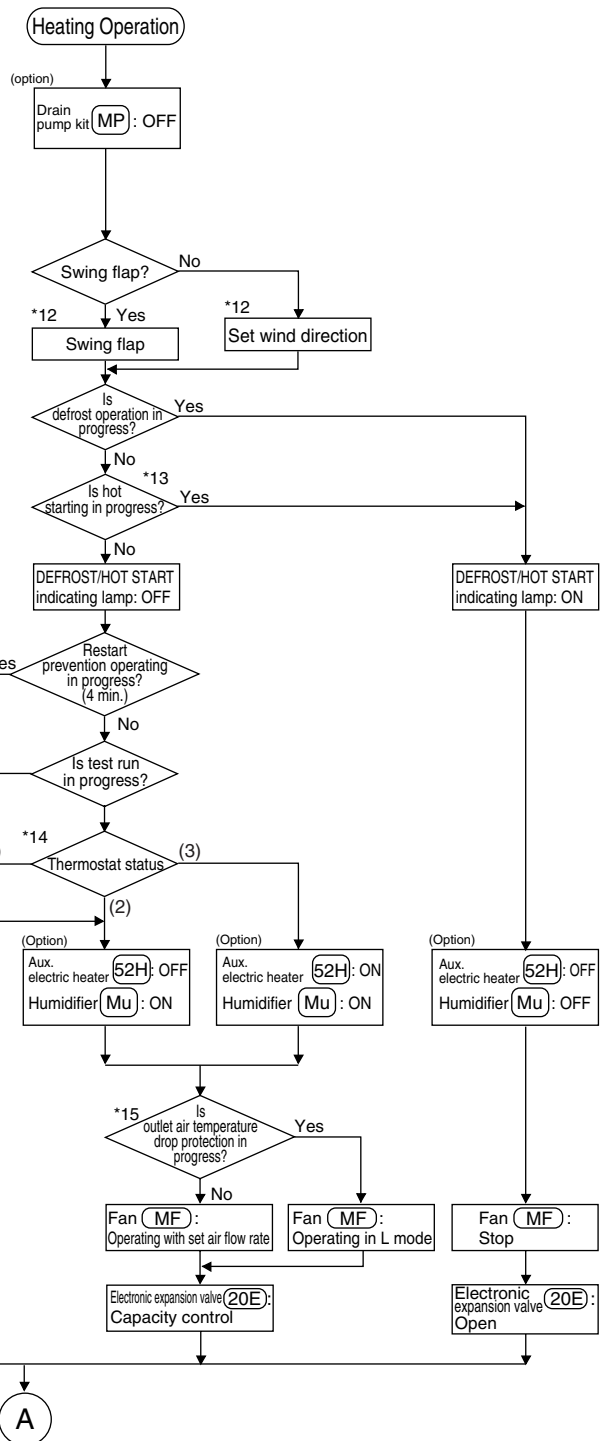 Heating Operation
(option)
Drain
pump kit MP : OFF
Swing flap?
No
*12
Yes
*12
Swing flap
Set wind direction
Is
defrost operation in
progress?
Yes
No
*13
Is hot
starting in progress?
Yes
No
DEFROST/HOT START
indicating lamp: OFF
DEFROST/HOT START
indicating lamp: ON
Restart
prevention operating
in progress?
(4 min.)
es
No
Is test run
in progress?
*14
Thermostat status
(3)
)
(2)
(Option)
Aux.
electric heater 52H: OFF
Humidifier Mu : ON
(Option)
Aux.
electric heater 52H: ON
Humidifier Mu : ON
(Option)
Aux.
electric heater 52H: OFF
Humidifier Mu : OFF
*15
Is
outlet air temperature
drop protection in
progress?
Yes
No
Fan MF :
Operating with set air flow rate
Fan MF :
Operating in L mode
Fan MF :
Stop
Electronic expansion valve 20E:
Capacity control
Electronic
expansion valve 20E:
Open
A